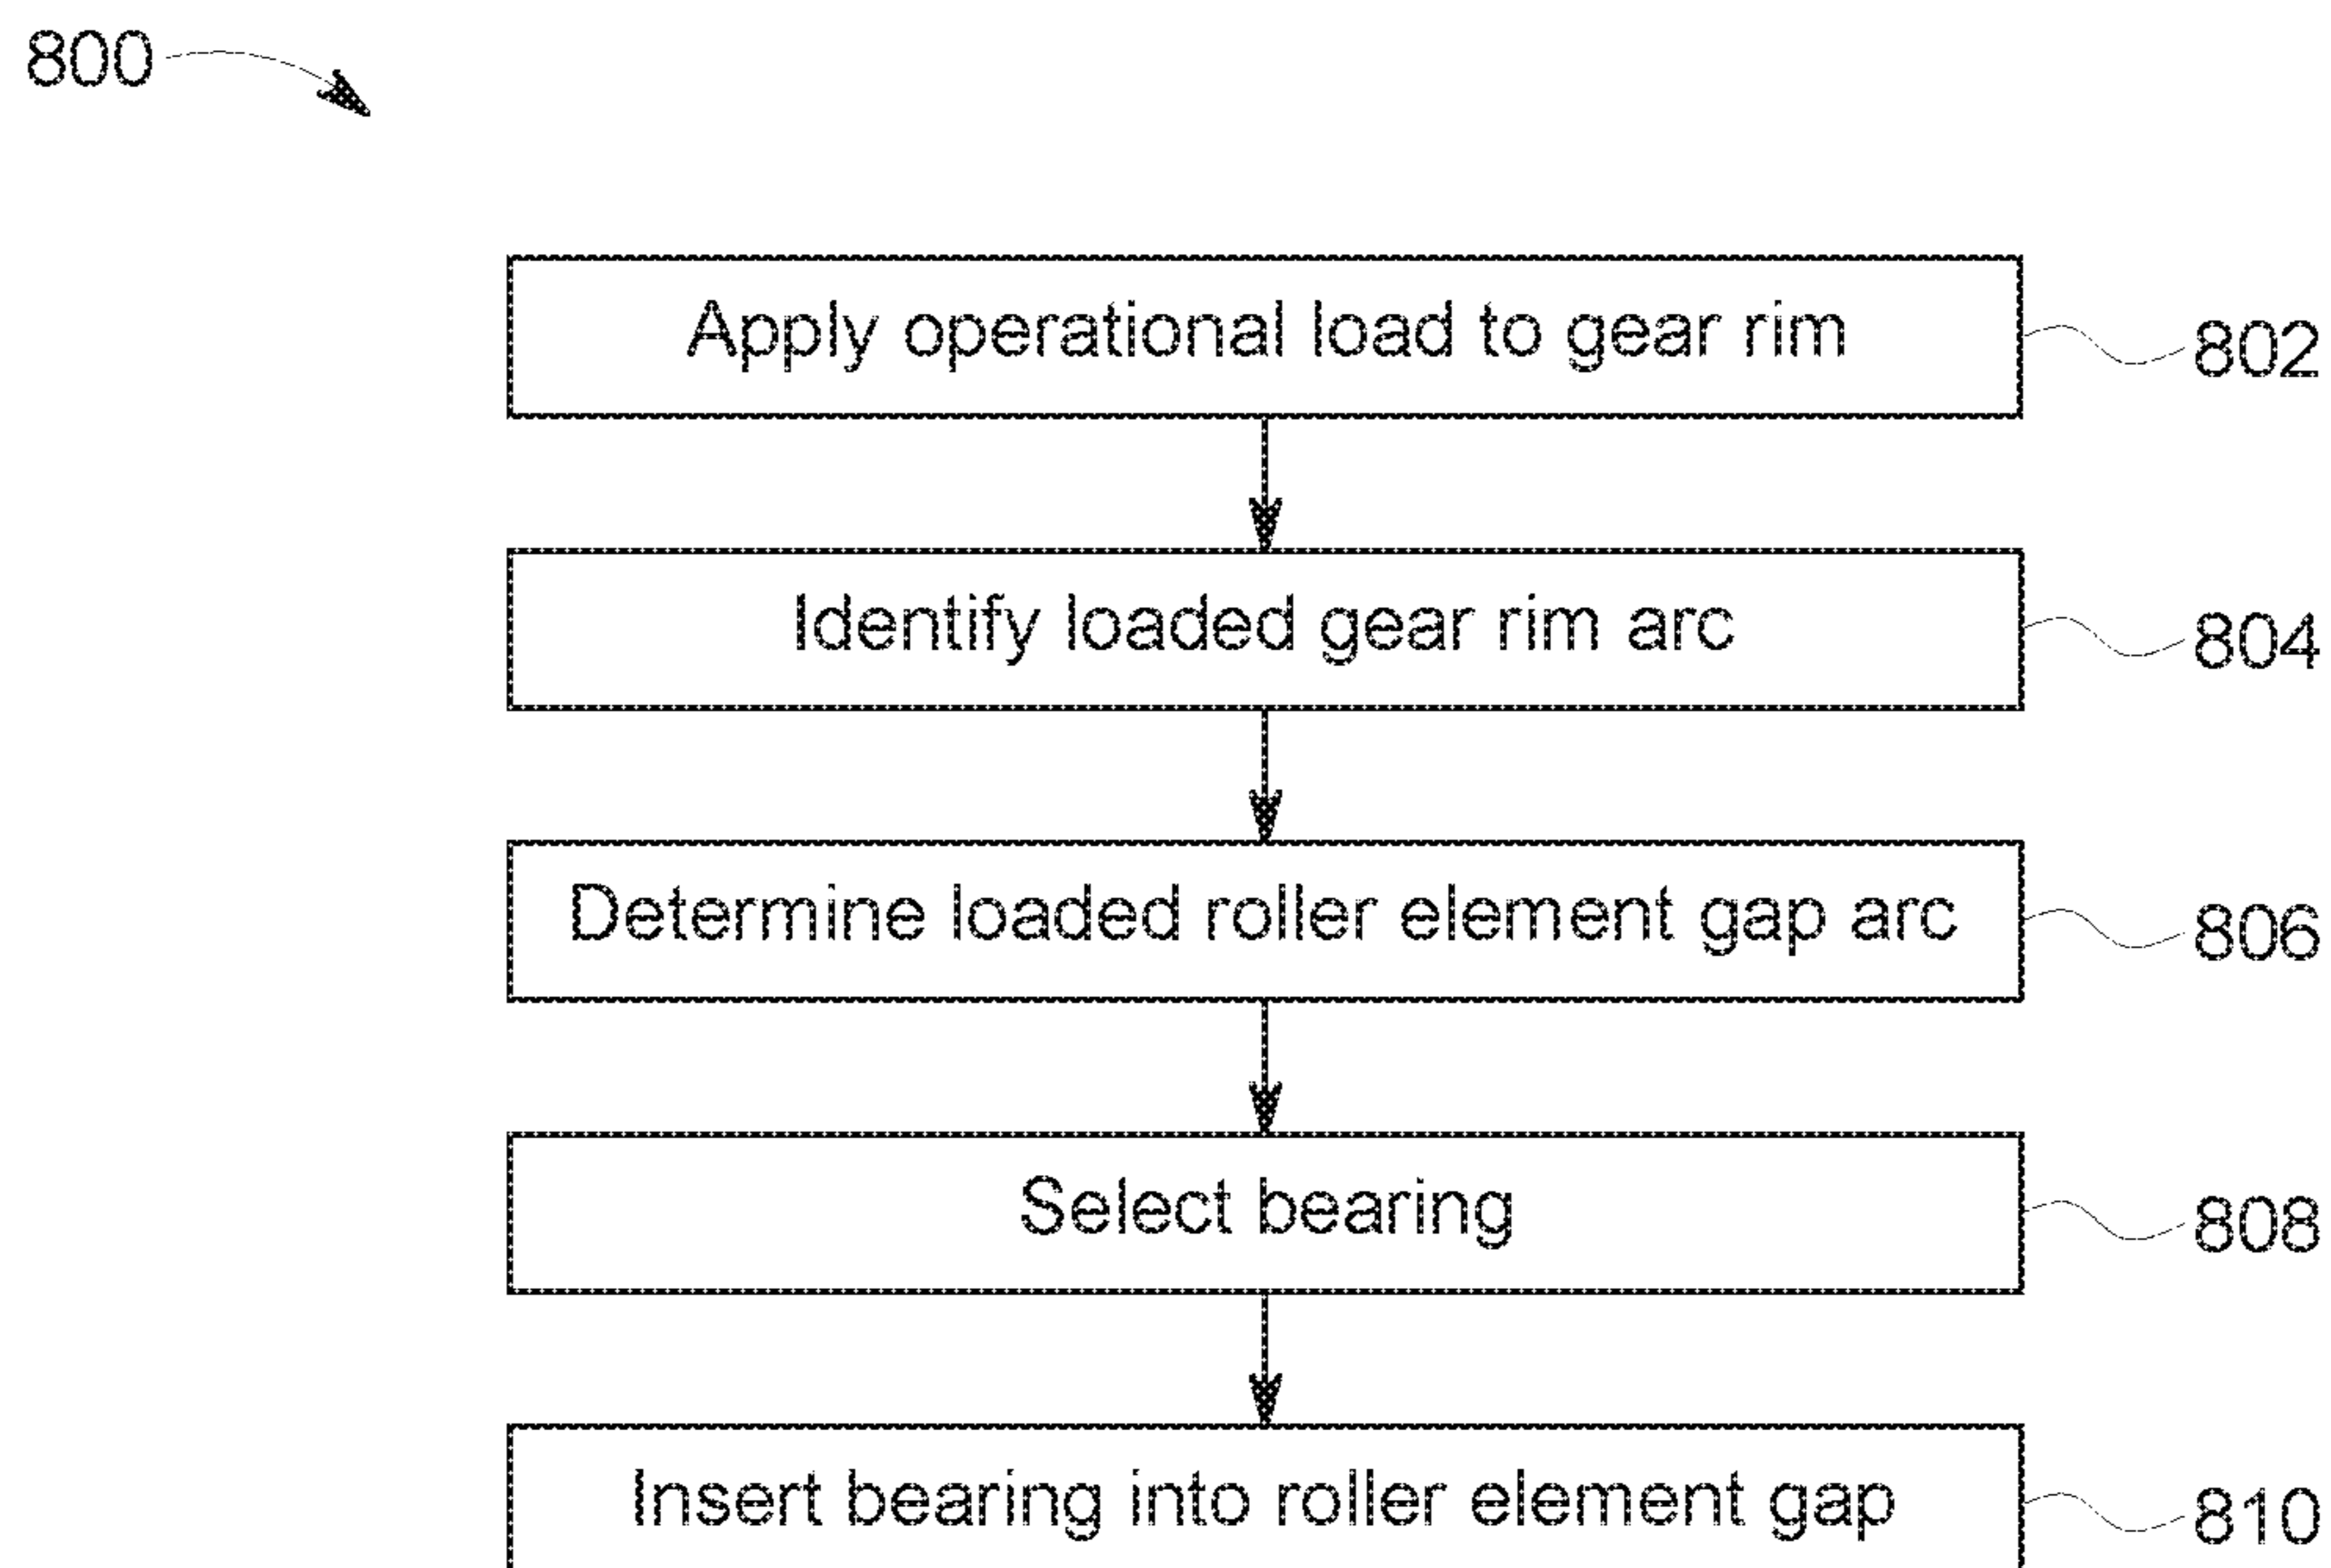 800
Apply operational load to gear rim
802
Identify loaded gear rim arc
804
Determine loaded roller element gap arc
806
Select bearing
808
Insert bearing into roller element gap
810